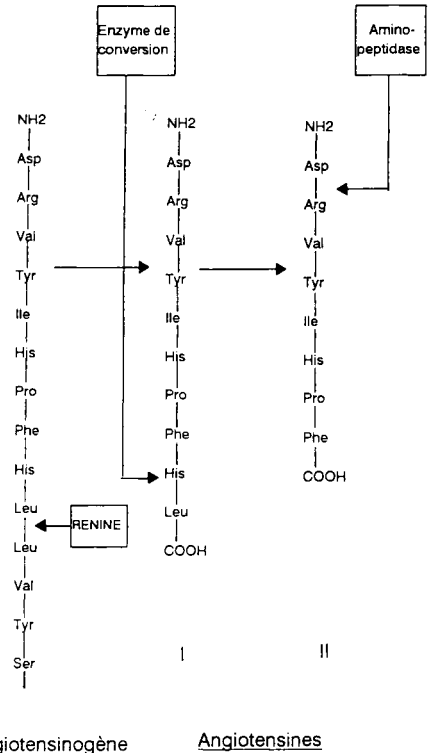 Enzyme de
conversion
Amino-
peptidase
NH2
Asp
Arg
Val
Tyr
Ile
His
Pro
Phe
His
Leu
Leu
Val
Tyr
Ser
RENINE
NH2
Asp
Arg
Val
Tyr
Ile
His
Pro
Phe
His
Leu
COOH
I
NH2
Asp
Arg
Val
Tyr
Ile
His
Pro
Phe
COOH
II
giotensinogène
Angiotensines